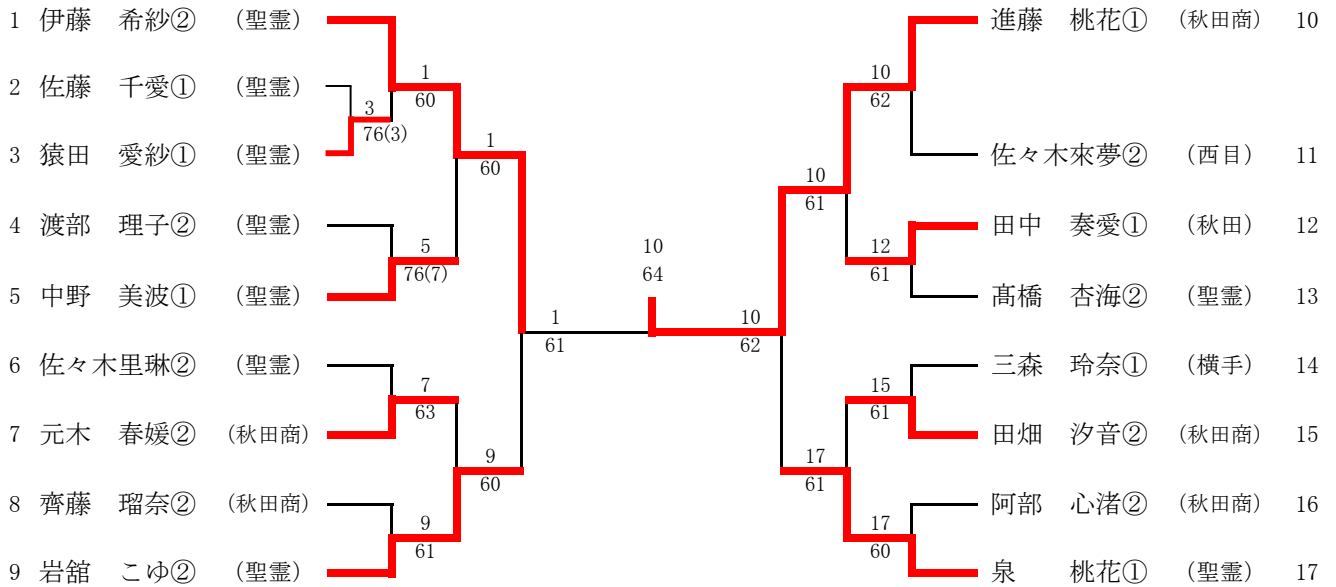 1 伊藤　希紗② (聖霊)
2 佐藤　千愛① (聖霊)
3 猿田　愛紗① (聖霊)
4 渡部　理子② (聖霊)
5 中野　美波① (聖霊)
6 佐々木里琳② (聖霊)
7 元木　春媛② (秋田商)
8 齊藤　瑠奈② (秋田商)
9 岩舘　こゆ② (聖霊)
3
76(3)
1
60
5
76(7)
7
63
9
61
1
60
9
60
1
61
10
64
10
62
10
61
17
61
10
62
12
61
15
61
17
60
進藤　桃花① (秋田商) 10
佐々木來夢② (西目) 11
田中　奏愛① (秋田) 12
髙橋　杏海② (聖霊) 13
三森　玲奈① (横手) 14
田畑　汐音② (秋田商) 15
阿部　心渚② (秋田商) 16
泉　　桃花① (聖霊) 17